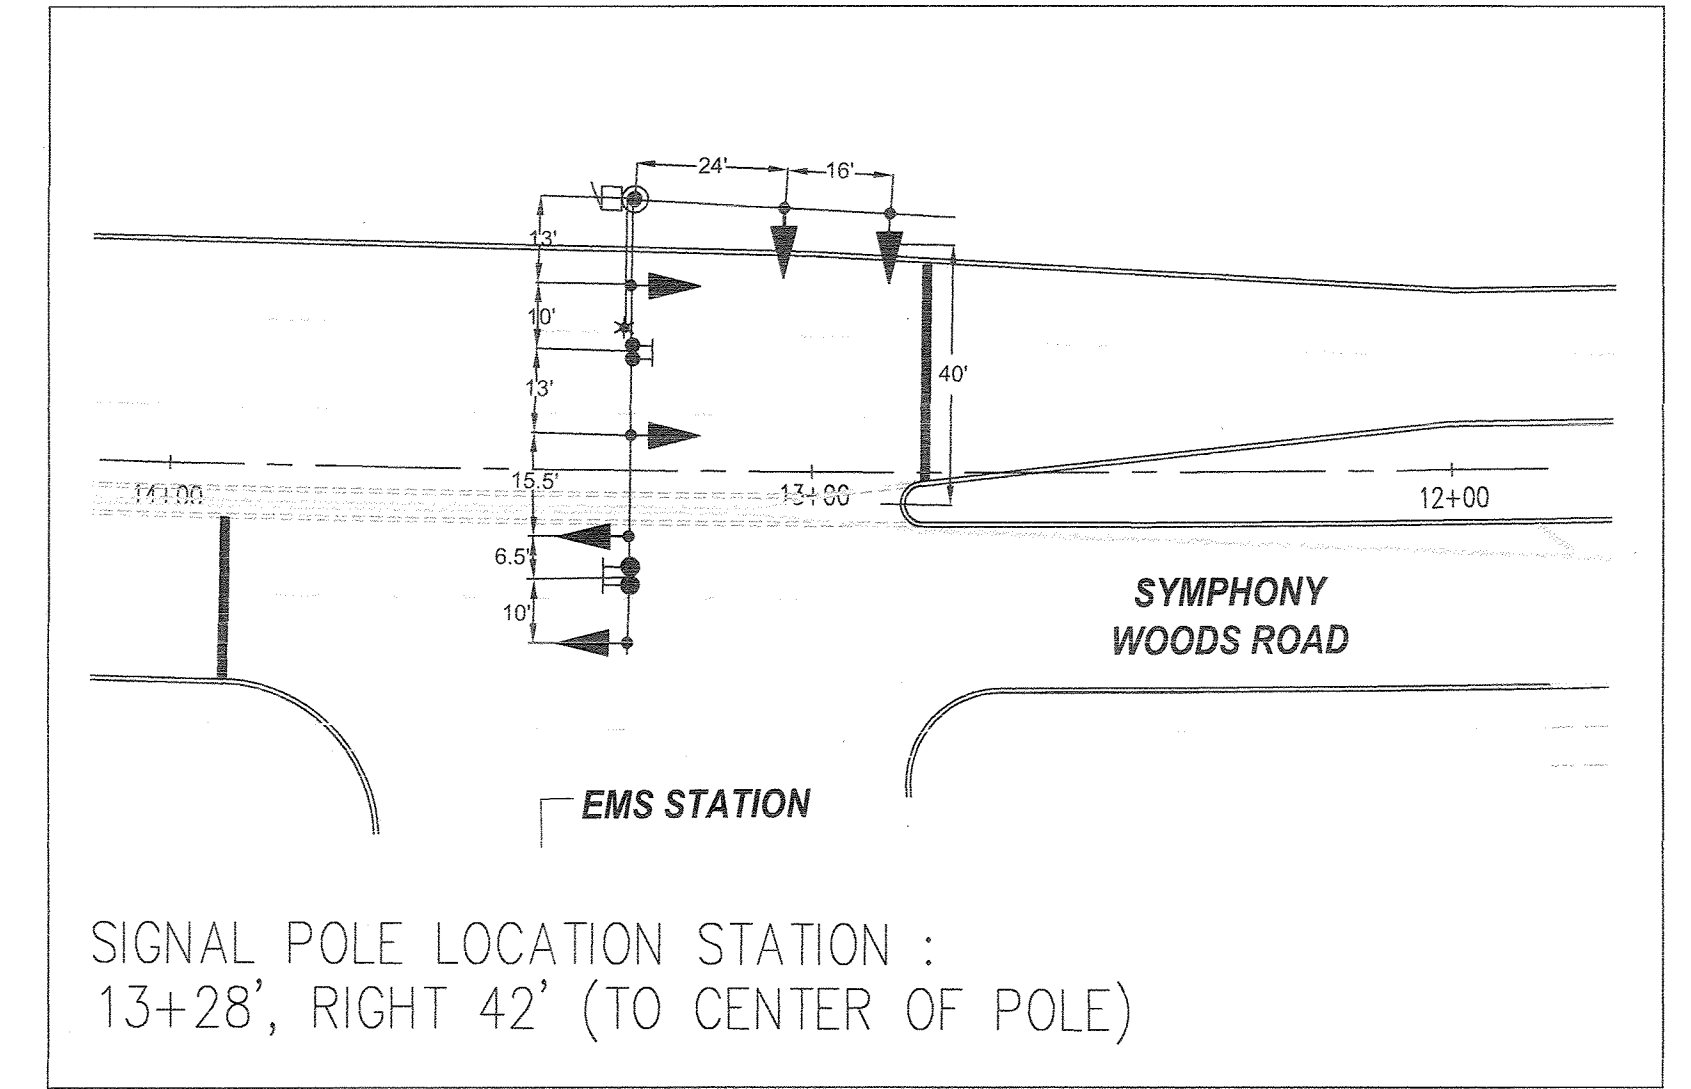 24'
16'
13'
10'
13'
40'
15.5'
14+00
13+00
12+00
6.5'
10'
SYMPHONY
WOODS ROAD
EMS STATION
SIGNAL POLE LOCATION STATION :
13+28', RIGHT 42' (TO CENTER OF POLE)